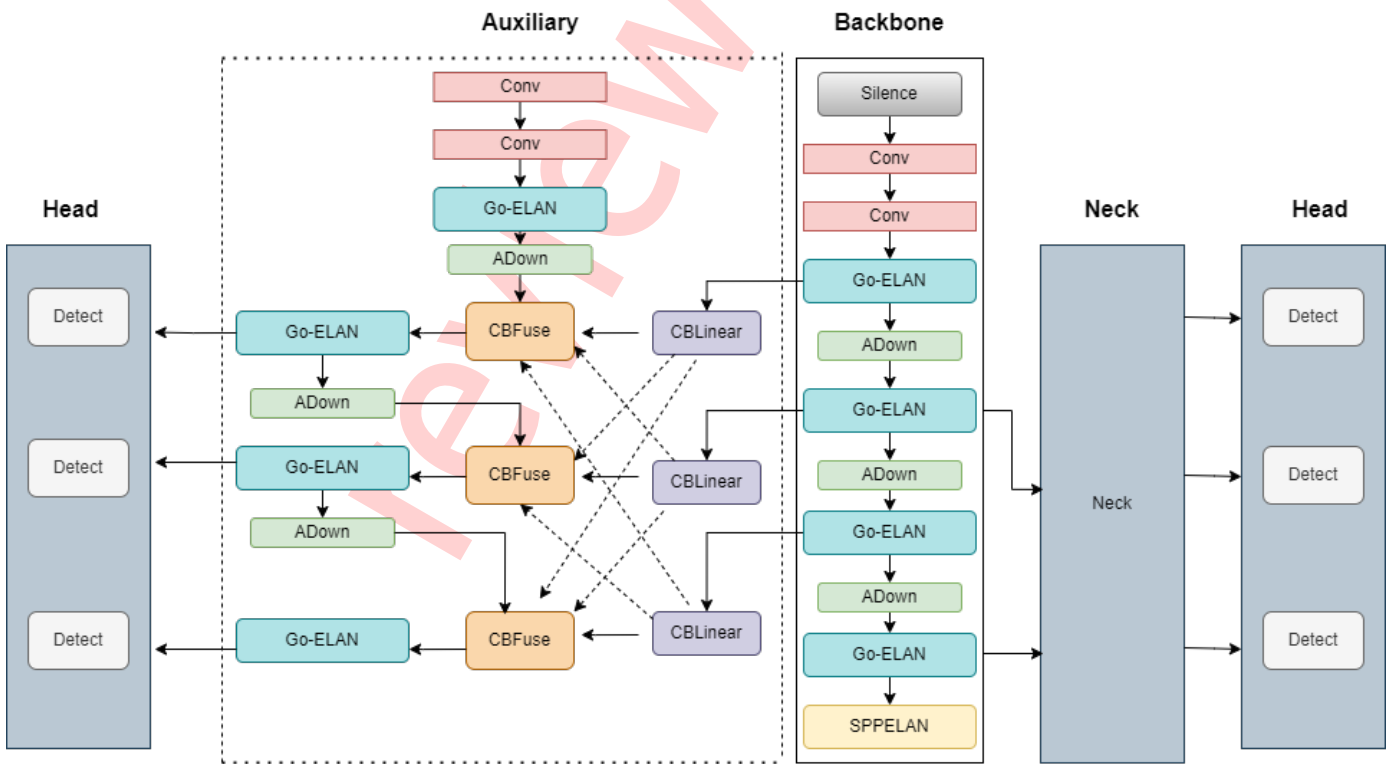 Auxiliary
Backbone
Conv
Silence
Conv
Conv
Head
Go-ELAN
Conv
Neck
Head
ADown
Go-ELAN
Detect
Go-ELAN
CBFuse
CBLinear
ADown
Detect
ADown
Go-ELAN
Detect
Go-ELAN
CBFuse
CBLinear
ADown
Neck
Detect
ADown
Go-ELAN
ADown
Detect
Go-ELAN
CBFuse
CBLinear
Go-ELAN
Detect
SPPELAN
review